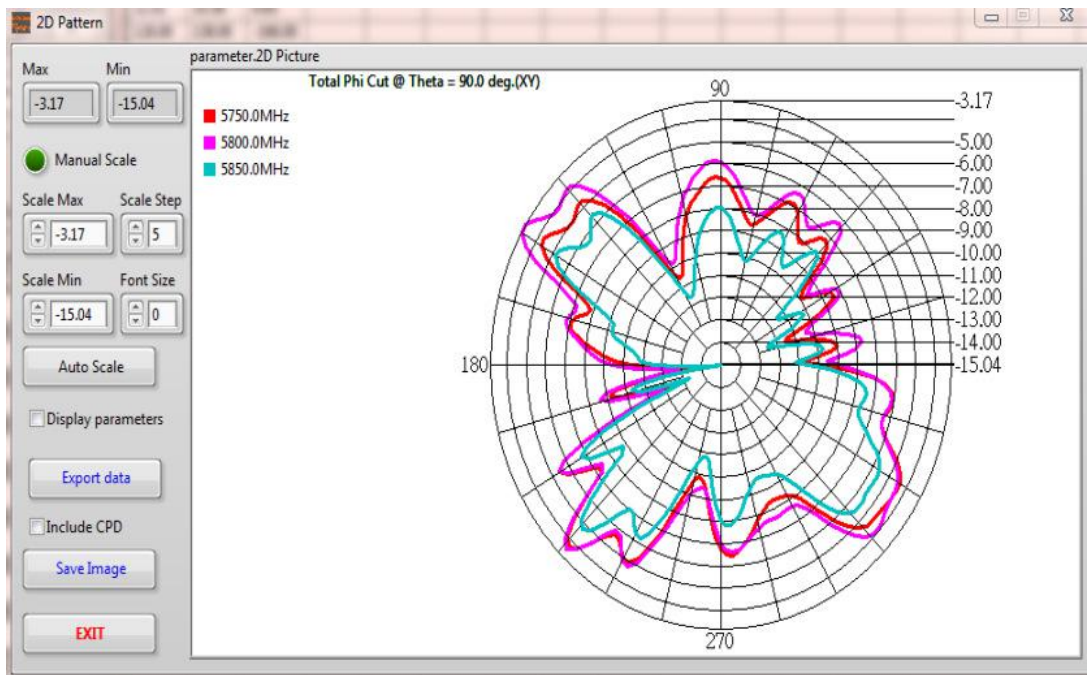 2D Pattern
parameter.2D Picture
Max Min
-3.17 -15.04
Manual Scale
Scale Max Scale Step
-3.17 5
Scale Min Font Size
-15.04 0
Auto Scale
Display parameters
Export data
Include CPD
Save Image
EXIT
Total Phi Cut @ Theta = 90.0 deg.(XY)
5750.0MHz
5800.0MHz
5850.0MHz
90
180
270
-3.17
-5.00
-6.00
-7.00
-8.00
-9.00
-10.00
-11.00
-12.00
-13.00
-14.00
-15.04